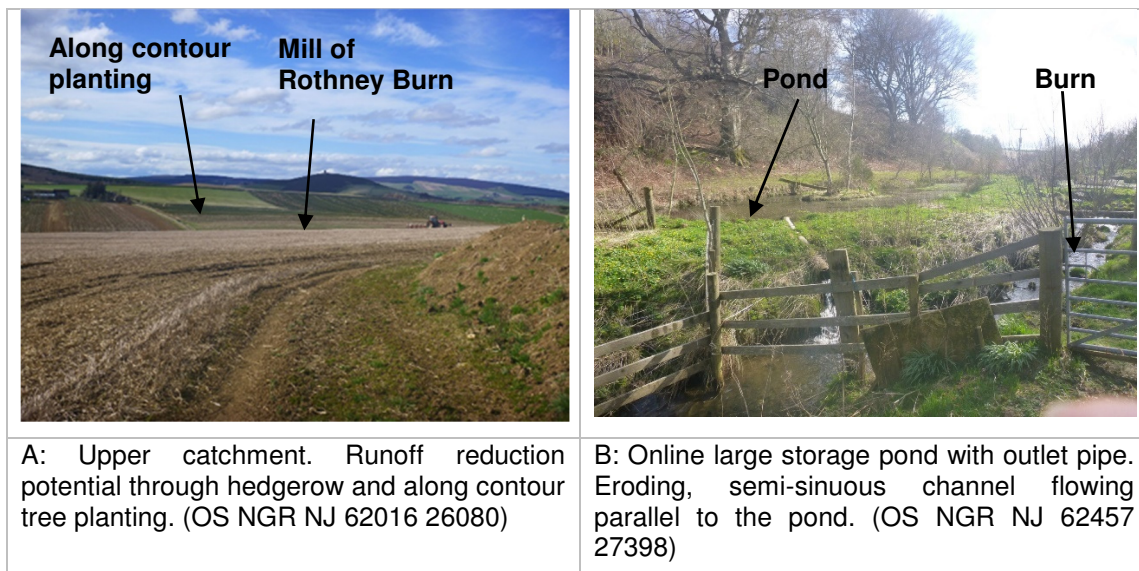 Along contour
planting
Mill of
Rothney Burn
Pond
Burn
A: Upper catchment. Runoff reduction
potential through hedgerow and along contour
tree planting. (OS NGR NJ 62016 26080)
B: Online large storage pond with outlet pipe.
Eroding, semi-sinuous channel flowing
parallel to the pond. (OS NGR NJ 62457
27398)